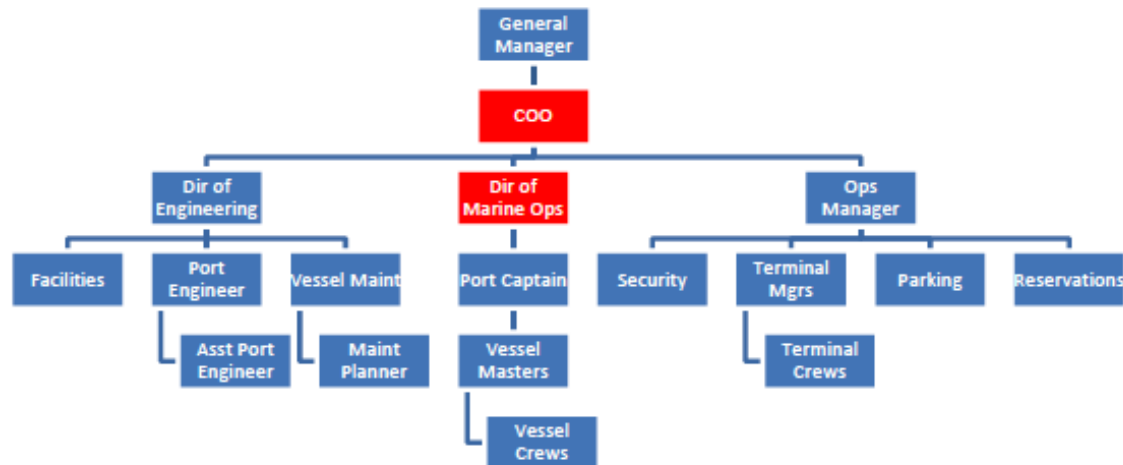 General
Manager
COO
Dir of
Engineering
Dir of
Marine Ops
Ops
Manager
Facilities
Port
Engineer
Vessel Maint
Port Captain
Security
Terminal
Mgrs
Parking
Reservations
Asst Port
Engineer
Maint
Planner
Vessel
Masters
Terminal
Crews
Vessel
Crews